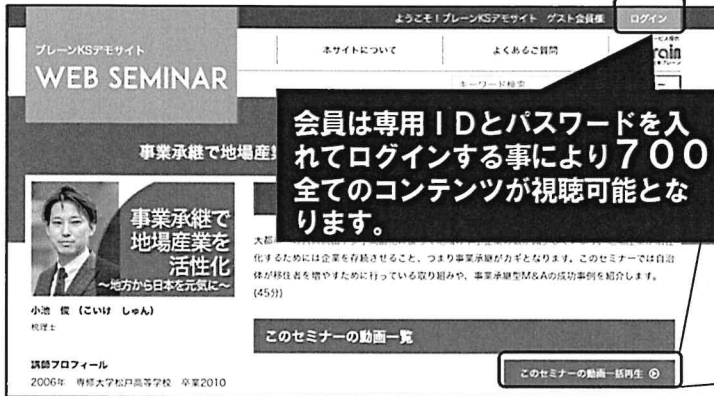 ようこそ！ブレーンKSデモサイト ゲスト会員様 ログイン
ブレーンKSデモサイト
WEB SEMINAR
本サイトについて
よくあるご質問
rain
キーワード検索
会員は専用ＩＤとパスワードを入
れてログインする事により７００
全てのコンテンツが視聴可能とな
ります。
事業承継で地場産業
事業承継で
地場産業を
活性化
～地方から日本を元気に～
化するためには企業を存続させること、つまり事業承継がカギとなります。このセミナーでは自治
体が移住者を増やすために行っている取り組みや、事業承継型M&Aの成功事例を紹介します。
(45分)
小池 俊 （こいけ しゅん）
税理士
このセミナーの動画一覧
このセミナーの動画一括再生
講師プロフィール
2006年 専修大学松戸高等学校 卒業2010